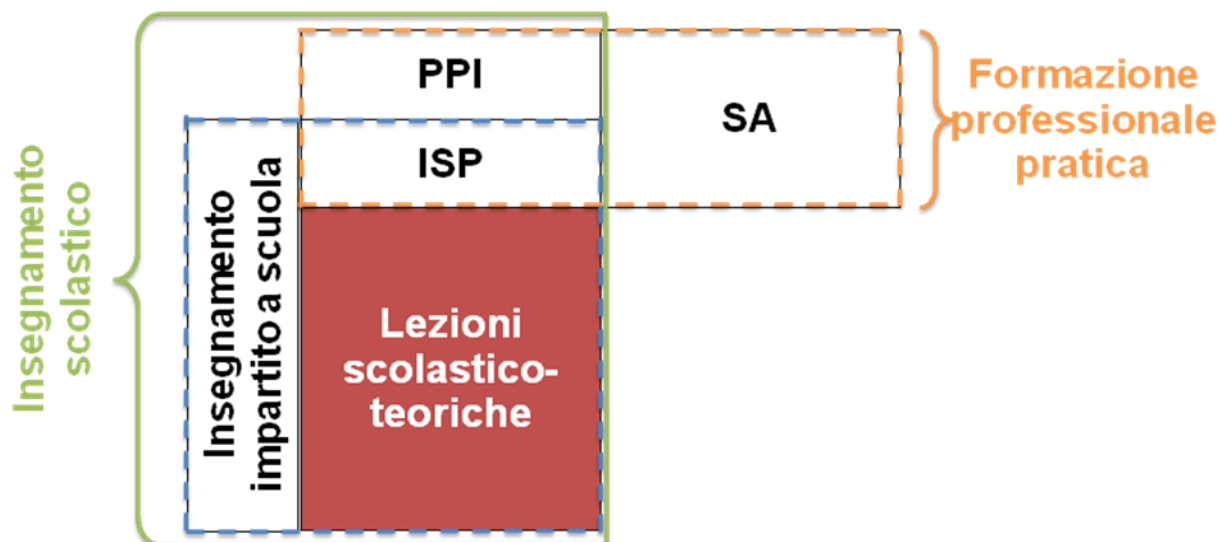 Insegnamento
scolastico
Insegnamento
impartito a scuola
PPI
ISP
Lezioni
scolastico-
teoriche
SA
Formazione
professionale
pratica